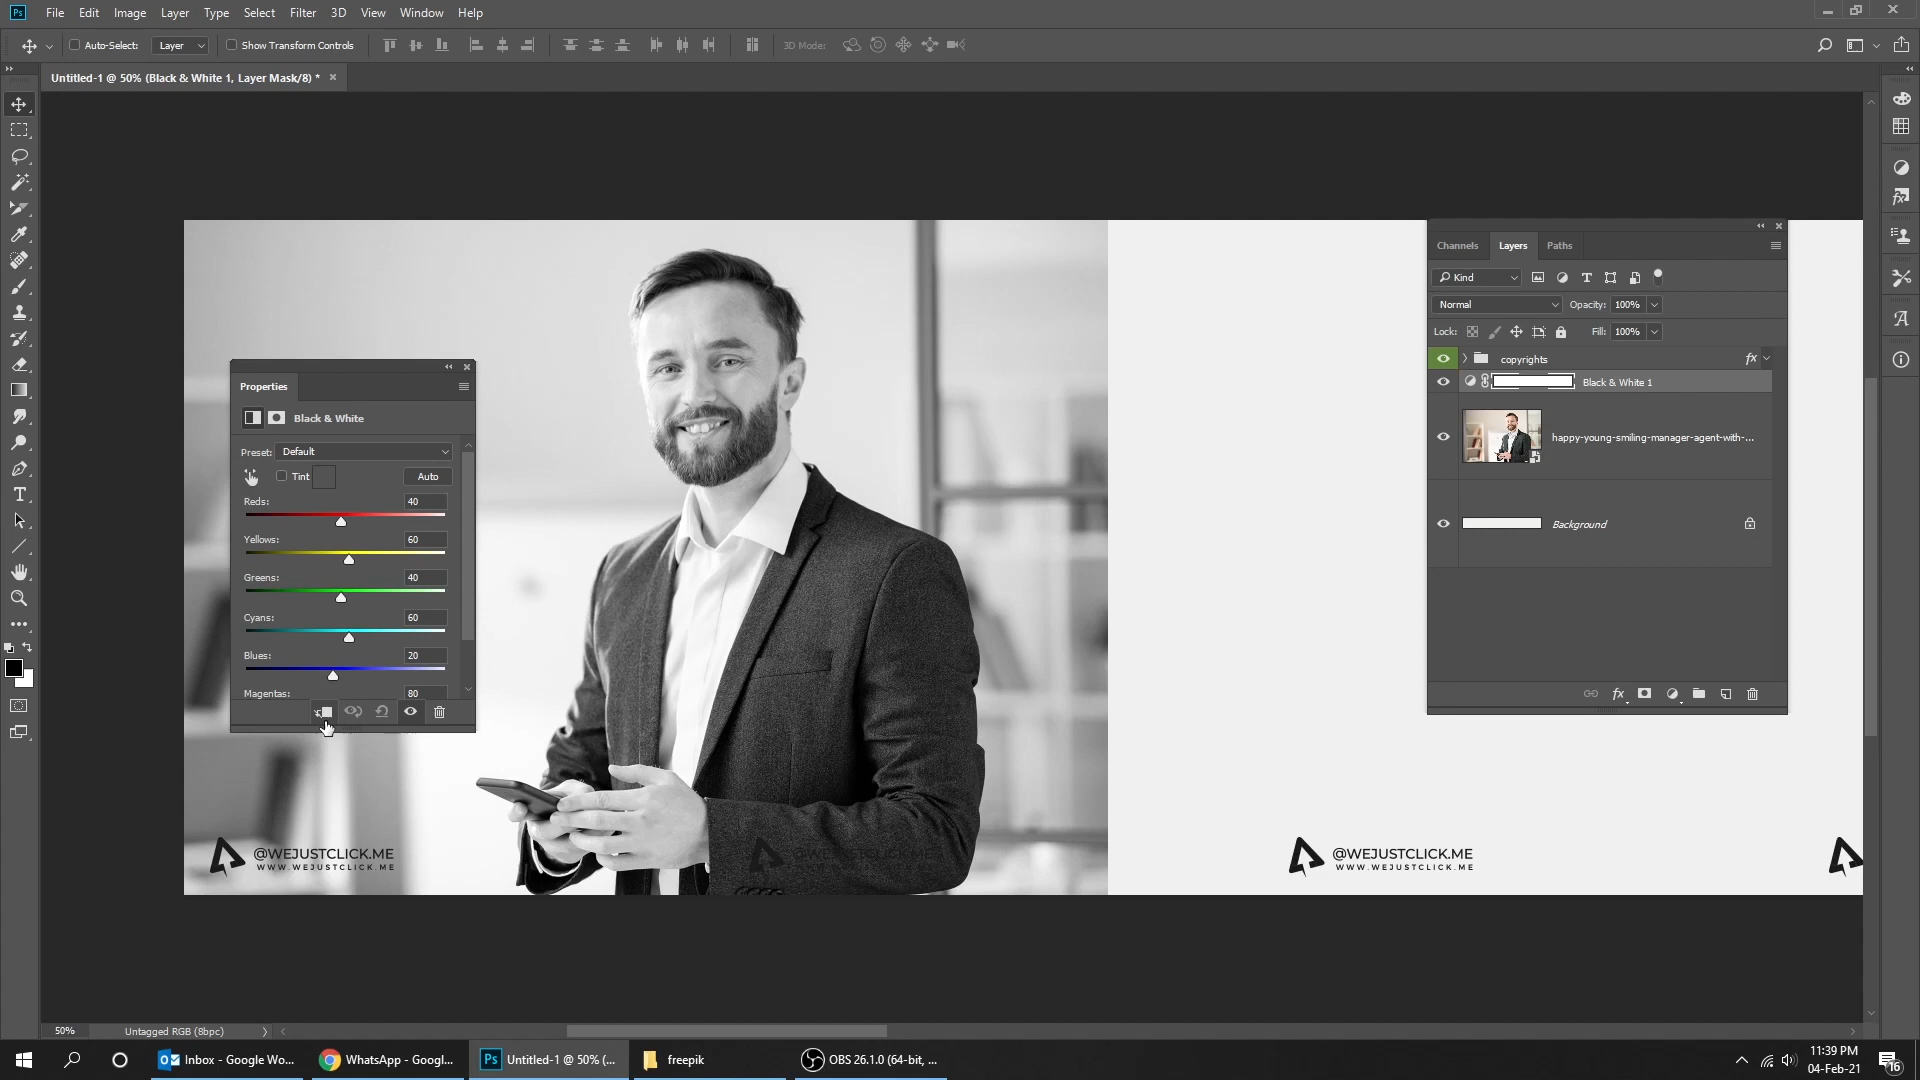 Ps File Edit Image Layer Type Select Filter 3D View Window Help
Auto-Select: Layer Show Transform Controls 3D Mode:
Untitled-1 @ 50% (Black & White 1, Layer Mask/8) *
Properties
Black & White
Preset: Default
Tint Auto
Reds: 40
Yellows: 60
Greens: 40
Cyans: 60
Blues: 20
Magentas: 80
@WEJUSTCLICK.ME
WWW.WEJUSTCLICK.ME
@WEJUSTCLICK.ME
WWW.WEJUSTCLICK.ME
Channels Layers Paths
Kind
Normal Opacity: 100%
Lock: Fill: 100%
copyrights fx
Black & White 1
happy-young-smiling-manager-agent-with-...
Background
fx
50% Untagged RGB (8bpc)
Inbox - Google Wo... WhatsApp - Googl... Ps Untitled-1 @ 50% (... freepik OBS 26.1.0 (64-bit, ...
11:39 PM
04-Feb-21
16